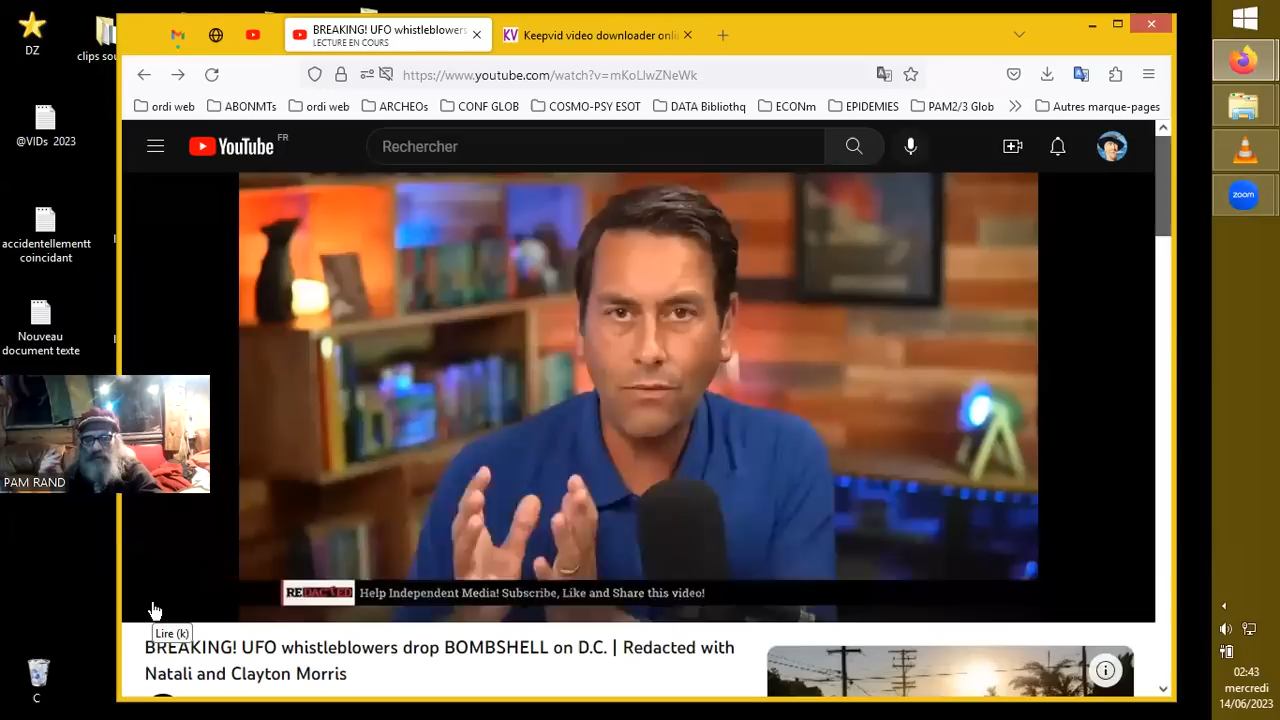 DZ
clips sou
@VIDs 2023
accidentellementt
coincidant
Nouveau
document texte
PAM RAND
C
BREAKING! UFO whistleblowers
LECTURE EN COURS
KV Keepvid video downloader onli
https://www.youtube.com/watch?v=mKoLlwZNeWk
ordi web
ABONMTs
ordi web
ARCHEOs
CONF GLOB
COSMO-PSY ESOT
DATA Bibliothq
ECONm
EPIDEMIES
PAM2/3 Glob
Autres marque-pages
YouTube FR
Rechercher
REDACTED Help Independent Media! Subscribe, Like and Share this video!
Lire (k)
BREAKING! UFO whistleblowers drop BOMBSHELL on D.C. | Redacted with
Natali and Clayton Morris
zoom
02:43
mercredi
14/06/2023